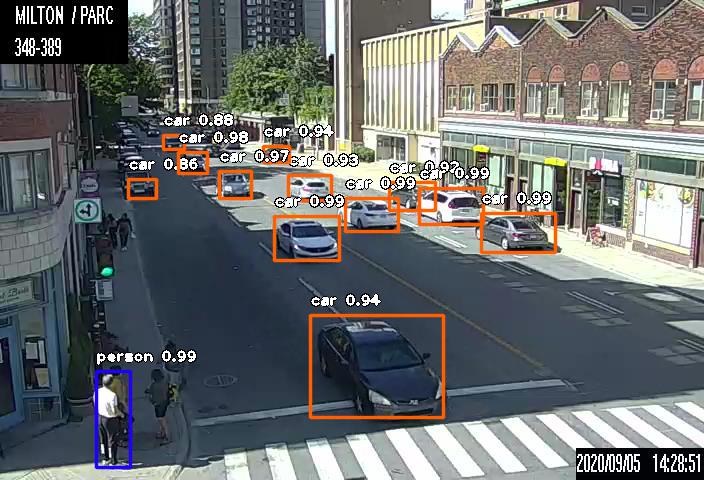 MILTON / PARC
348-389
car 0.88
car 0.98
car 0.94
car 0.86
car 0.97
car 0.93
car 0.99
car 0.92
car 0.99
car 0.99
car 0.99
car 0.94
person 0.99
2020/09/05 14:28:51